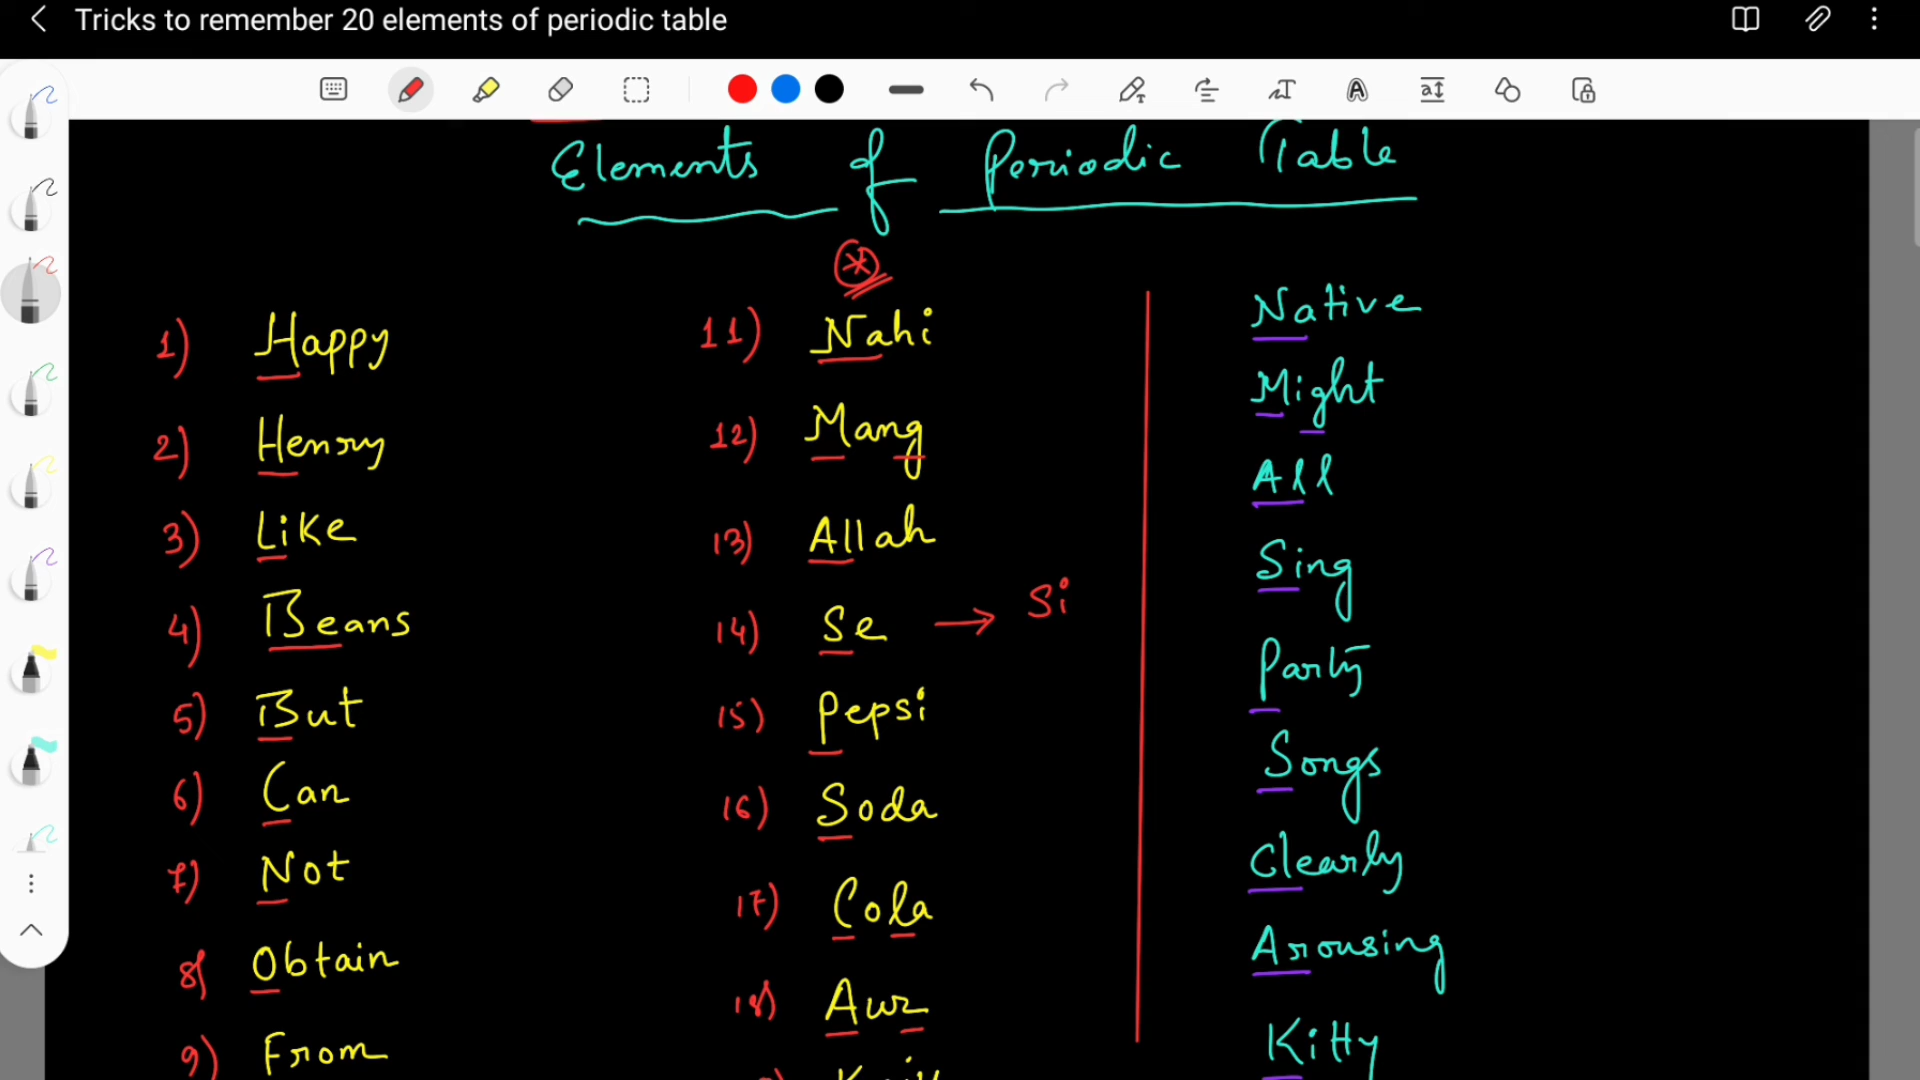 Tricks to remember 20 elements of periodic table
Elements of Periodic Table
1) Happy
2) Henry
3) Like
4) Beans
5) But
6) Can
7) Not
8) Obtain
9) From
11) Nahi
12) Mang
13) Allah
14) Se → Si
15) Pepsi
16) Soda
17) Cola
18) Aur
Native
Might
All
Sing
Party
Songs
Clearly
Arousing
Kitty